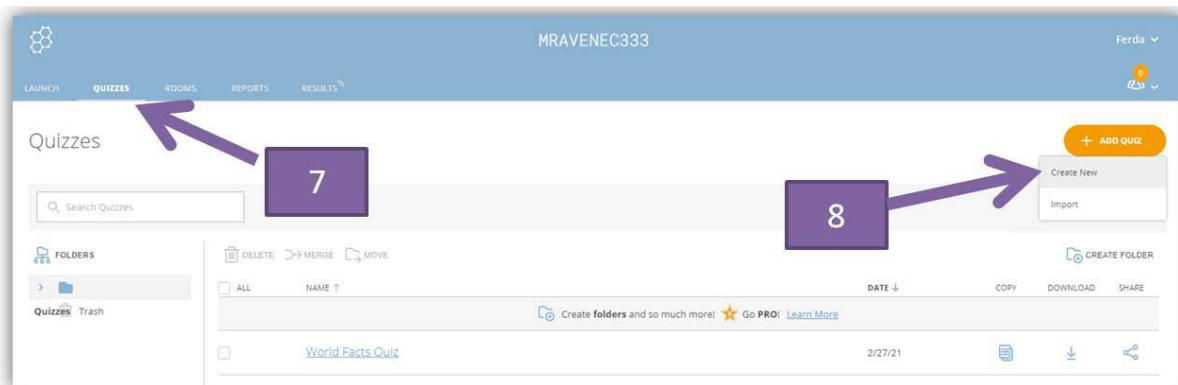 MRAVENEC333
Ferda
LAUNCH QUIZZES ROOMS REPORTS RESULTS
0
Quizzes
+ ADD QUIZ
7
Create New
8
Search Quizzes
Import
FOLDERS
DELETE MERGE MOVE
CREATE FOLDER
ALL NAME DATE COPY DOWNLOAD SHARE
Quizzes Trash
Create folders and so much more! Go PRO! Learn More
World Facts Quiz 2/27/21